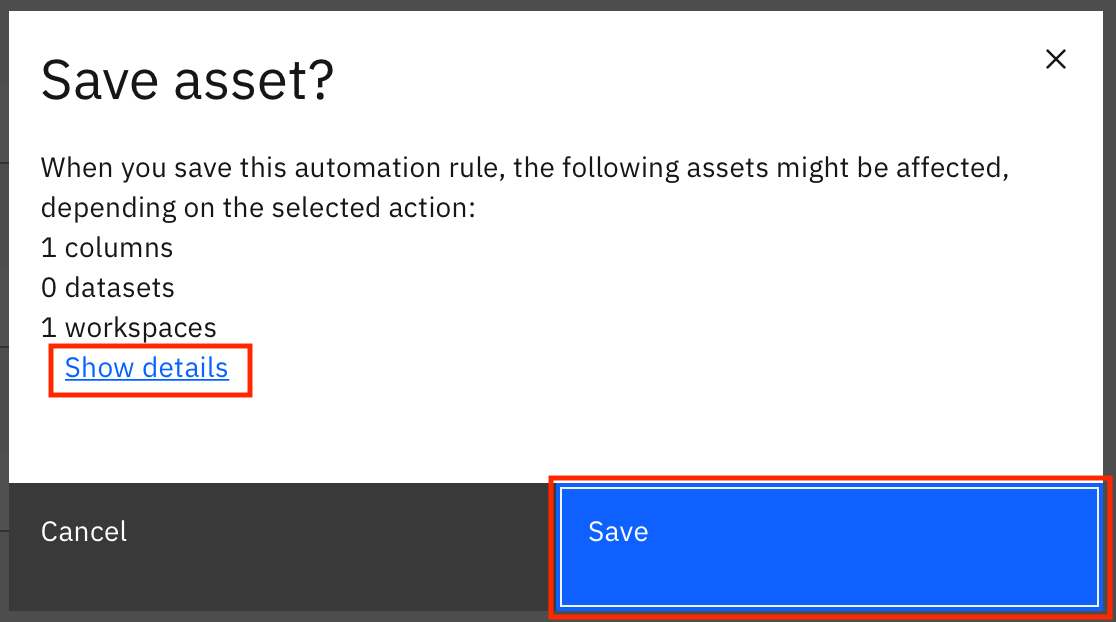 Save asset?
When you save this automation rule, the following assets might be affected,
depending on the selected action:
1 columns
0 datasets
1 workspaces
Show details
Cancel
Save